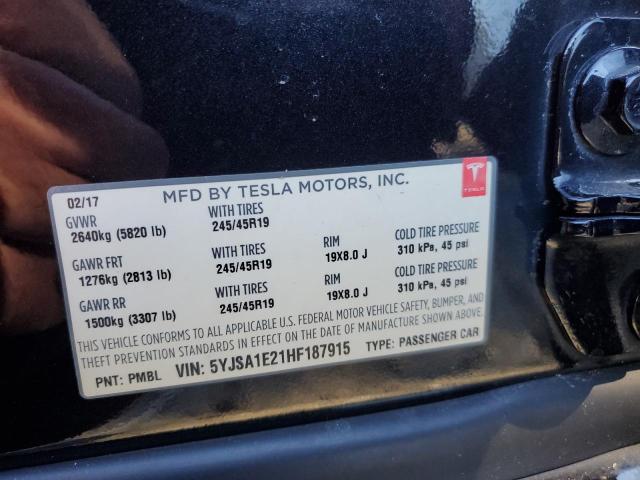 02/17 MFD BY TESLA MOTORS, INC.
TESLA
GVWR WITH TIRES
2640kg (5820 lb) 245/45R19
GAWR FRT WITH TIRES RIM COLD TIRE PRESSURE
1276kg (2813 lb) 245/45R19 19X8.0 J 310 kPa, 45 psi
GAWR RR WITH TIRES RIM COLD TIRE PRESSURE
1500kg (3307 lb) 245/45R19 19X8.0 J 310 kPa, 45 psi
THIS VEHICLE CONFORMS TO ALL APPLICABLE U.S. FEDERAL MOTOR VEHICLE SAFETY, BUMPER, AND
THEFT PREVENTION STANDARDS IN EFFECT ON THE DATE OF MANUFACTURE SHOWN ABOVE.
PNT: PMBL VIN: 5YJSA1E21HF187915 TYPE: PASSENGER CAR